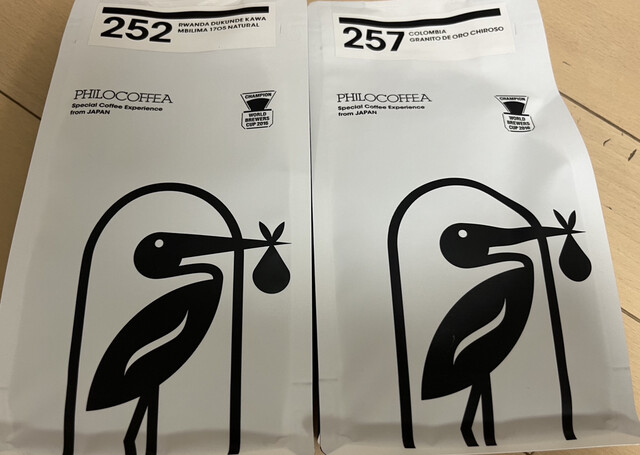 252
RWANDA DUKUNDE KAWA
MBILIMA 1705 NATURAL
PHILOCOFFEA
Special Coffee Experience
from JAPAN
CHAMPION
WORLD
BREWERS
CUP 2016
257
COLOMBIA
GRANITO DE ORO CHIROSO
PHILOCOFFEA
Special Coffee Experience
from JAPAN
CHAMPION
WORLD
BREWERS
CUP 2016